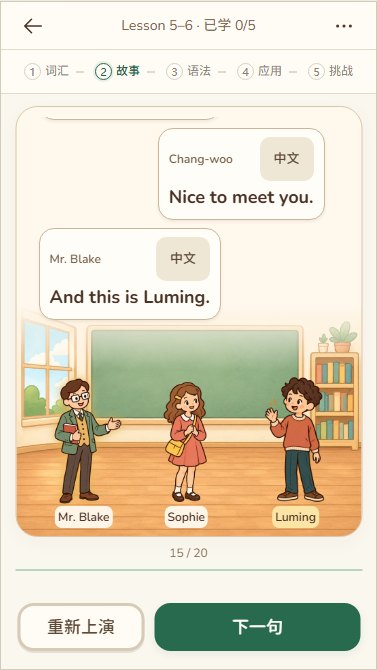 Lesson 5–6 · 已学 0/5
1 词汇 – 2 故事 – 3 语法 – 4 应用 – 5 挑战
Chang-woo 中文
Nice to meet you.
Mr. Blake 中文
And this is Luming.
Mr. Blake Sophie Luming
15 / 20
重新上演 下一句